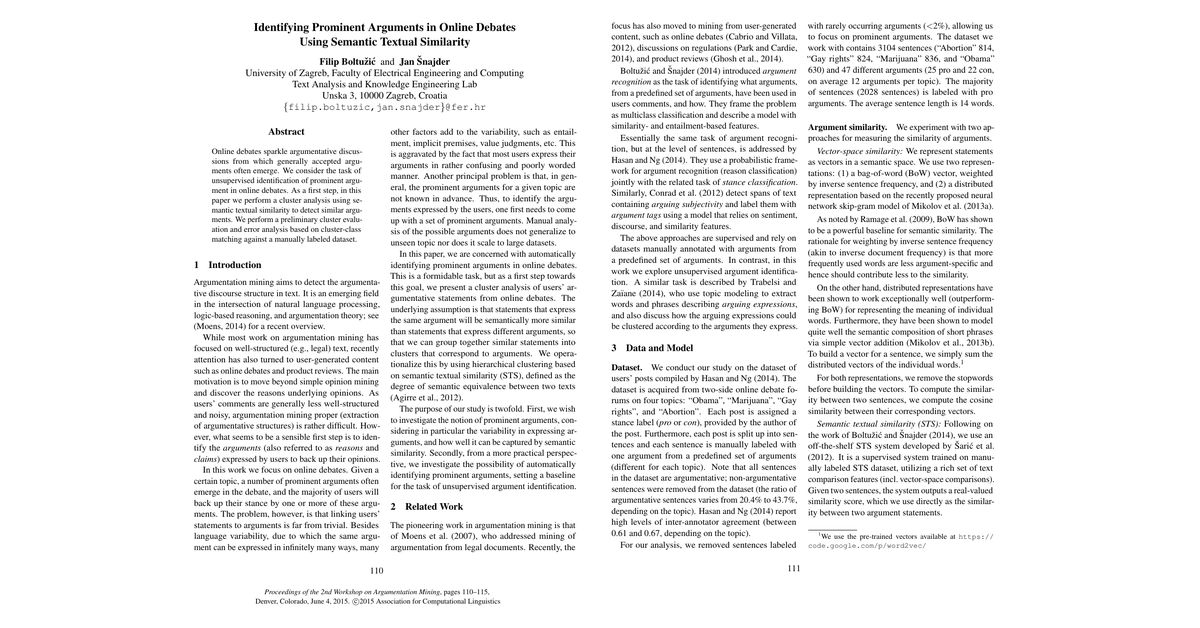 Identifying Prominent Arguments in Online Debates
Using Semantic Textual Similarity
Filip Boltužić and Jan Šnajder
University of Zagreb, Faculty of Electrical Engineering and Computing
Text Analysis and Knowledge Engineering Lab
Unska 3, 10000 Zagreb, Croatia
{filip.boltuzic,jan.snajder}@fer.hr
Abstract
Online debates sparkle argumentative discus-
sions from which generally accepted argu-
ments often emerge. We consider the task of
unsupervised identification of prominent argu-
ment in online debates. As a first step, in this
paper we perform a cluster analysis using se-
mantic textual similarity to detect similar argu-
ments. We perform a preliminary cluster evalu-
ation and error analysis based on cluster-class
matching against a manually labeled dataset.
1 Introduction
Argumentation mining aims to detect the argumenta-
tive discourse structure in text. It is an emerging field
in the intersection of natural language processing,
logic-based reasoning, and argumentation theory; see
(Moens, 2014) for a recent overview.
While most work on argumentation mining has
focused on well-structured (e.g., legal) text, recently
attention has also turned to user-generated content
such as online debates and product reviews. The main
motivation is to move beyond simple opinion mining
and discover the reasons underlying opinions. As
users' comments are generally less well-structured
and noisy, argumentation mining proper (extraction
of argumentative structures) is rather difficult. How-
ever, what seems to be a sensible first step is to iden-
tify the arguments (also referred to as reasons and
claims) expressed by users to back up their opinions.
In this work we focus on online debates. Given a
certain topic, a number of prominent arguments often
emerge in the debate, and the majority of users will
back up their stance by one or more of these argu-
ments. The problem, however, is that linking users'
statements to arguments is far from trivial. Besides
language variability, due to which the same argu-
ment can be expressed in infinitely many ways, many
other factors add to the variability, such as entail-
ment, implicit premises, value judgments, etc. This
is aggravated by the fact that most users express their
arguments in rather confusing and poorly worded
manner. Another principal problem is that, in gen-
eral, the prominent arguments for a given topic are
not known in advance. Thus, to identify the argu-
ments expressed by the users, one first needs to come
up with a set of prominent arguments. Manual analy-
sis of the possible arguments does not generalize to
unseen topic nor does it scale to large datasets.
In this paper, we are concerned with automatically
identifying prominent arguments in online debates.
This is a formidable task, but as a first step towards
this goal, we present a cluster analysis of users' ar-
gumentative statements from online debates. The
underlying assumption is that statements that express
the same argument will be semantically more similar
than statements that express different arguments, so
that we can group together similar statements into
clusters that correspond to arguments. We opera-
tionalize this by using hierarchical clustering based
on semantic textual similarity (STS), defined as the
degree of semantic equivalence between two texts
(Agirre et al., 2012).
The purpose of our study is twofold. First, we wish
to investigate the notion of prominent arguments, con-
sidering in particular the variability in expressing ar-
guments, and how well it can be captured by semantic
similarity. Secondly, from a more practical perspec-
tive, we investigate the possibility of automatically
identifying prominent arguments, setting a baseline
for the task of unsupervised argument identification.
2 Related Work
The pioneering work in argumentation mining is that
of Moens et al. (2007), who addressed mining of
argumentation from legal documents. Recently, the
110
Proceedings of the 2nd Workshop on Argumentation Mining, pages 110–115,
Denver, Colorado, June 4, 2015. ©2015 Association for Computational Linguistics
focus has also moved to mining from user-generated
content, such as online debates (Cabrio and Villata,
2012), discussions on regulations (Park and Cardie,
2014), and product reviews (Ghosh et al., 2014).
Boltužić and Šnajder (2014) introduced argument
recognition as the task of identifying what arguments,
from a predefined set of arguments, have been used in
users comments, and how. They frame the problem
as multiclass classification and describe a model with
similarity- and entailment-based features.
Essentially the same task of argument recogni-
tion, but at the level of sentences, is addressed by
Hasan and Ng (2014). They use a probabilistic frame-
work for argument recognition (reason classification)
jointly with the related task of stance classification.
Similarly, Conrad et al. (2012) detect spans of text
containing arguing subjectivity and label them with
argument tags using a model that relies on sentiment,
discourse, and similarity features.
The above approaches are supervised and rely on
datasets manually annotated with arguments from
a predefined set of arguments. In contrast, in this
work we explore unsupervised argument identifica-
tion. A similar task is described by Trabelsi and
Zaïane (2014), who use topic modeling to extract
words and phrases describing arguing expressions,
and also discuss how the arguing expressions could
be clustered according to the arguments they express.
3 Data and Model
Dataset. We conduct our study on the dataset of
users' posts compiled by Hasan and Ng (2014). The
dataset is acquired from two-side online debate fo-
rums on four topics: “Obama”, “Marijuana”, “Gay
rights”, and “Abortion”. Each post is assigned a
stance label (pro or con), provided by the author of
the post. Furthermore, each post is split up into sen-
tences and each sentence is manually labeled with
one argument from a predefined set of arguments
(different for each topic). Note that all sentences
in the dataset are argumentative; non-argumentative
sentences were removed from the dataset (the ratio of
argumentative sentences varies from 20.4% to 43.7%,
depending on the topic). Hasan and Ng (2014) report
high levels of inter-annotator agreement (between
0.61 and 0.67, depending on the topic).
For our analysis, we removed sentences labeled
with rarely occurring arguments (<2%), allowing us
to focus on prominent arguments. The dataset we
work with contains 3104 sentences (“Abortion” 814,
“Gay rights” 824, “Marijuana” 836, and “Obama”
630) and 47 different arguments (25 pro and 22 con,
on average 12 arguments per topic). The majority
of sentences (2028 sentences) is labeled with pro
arguments. The average sentence length is 14 words.
Argument similarity. We experiment with two ap-
proaches for measuring the similarity of arguments.
Vector-space similarity: We represent statements
as vectors in a semantic space. We use two represen-
tations: (1) a bag-of-word (BoW) vector, weighted
by inverse sentence frequency, and (2) a distributed
representation based on the recently proposed neural
network skip-gram model of Mikolov et al. (2013a).
As noted by Ramage et al. (2009), BoW has shown
to be a powerful baseline for semantic similarity. The
rationale for weighting by inverse sentence frequency
(akin to inverse document frequency) is that more
frequently used words are less argument-specific and
hence should contribute less to the similarity.
On the other hand, distributed representations have
been shown to work exceptionally well (outperform-
ing BoW) for representing the meaning of individual
words. Furthermore, they have been shown to model
quite well the semantic composition of short phrases
via simple vector addition (Mikolov et al., 2013b).
To build a vector for a sentence, we simply sum the
distributed vectors of the individual words.1
For both representations, we remove the stopwords
before building the vectors. To compute the similar-
ity between two sentences, we compute the cosine
similarity between their corresponding vectors.
Semantic textual similarity (STS): Following on
the work of Boltužić and Šnajder (2014), we use an
off-the-shelf STS system developed by Šarić et al.
(2012). It is a supervised system trained on manu-
ally labeled STS dataset, utilizing a rich set of text
comparison features (incl. vector-space comparisons).
Given two sentences, the system outputs a real-valued
similarity score, which we use directly as the similar-
ity between two argument statements.
1We use the pre-trained vectors available at https://
code.google.com/p/word2vec/
111